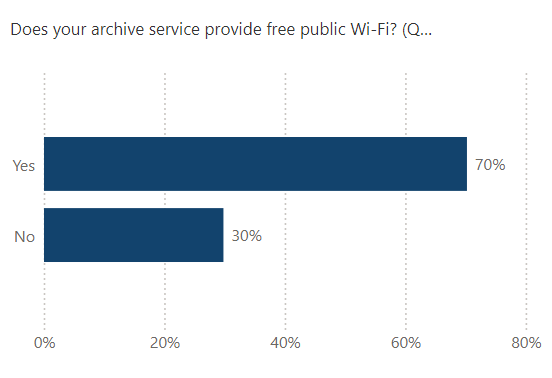 Does your archive service provide free public Wi-Fi? (Q...
Yes 70%
No 30%
0% 20% 40% 60% 80%